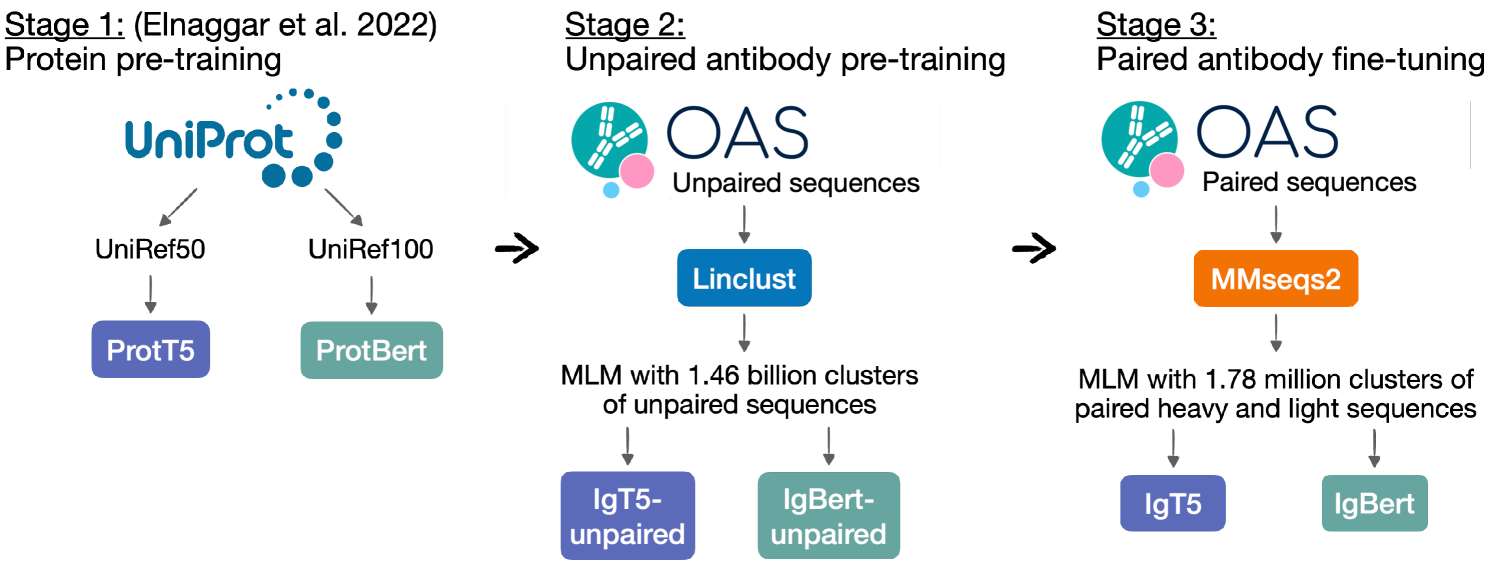 Stage 1: (Elnaggar et al. 2022)
Protein pre-training
UniProt
UniRef50
UniRef100
ProtT5
ProtBert
Stage 2:
Unpaired antibody pre-training
OAS
Unpaired sequences
Linclust
MLM with 1.46 billion clusters
of unpaired sequences
IgT5-
unpaired
IgBert-
unpaired
Stage 3:
Paired antibody fine-tuning
OAS
Paired sequences
MMseqs2
MLM with 1.78 million clusters of
paired heavy and light sequences
IgT5
IgBert